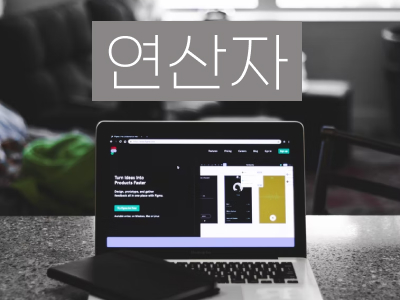 연산자
Turn Ideas Into
Products Faster
Design, prototype, and gather
feedback all in one place with Figma.